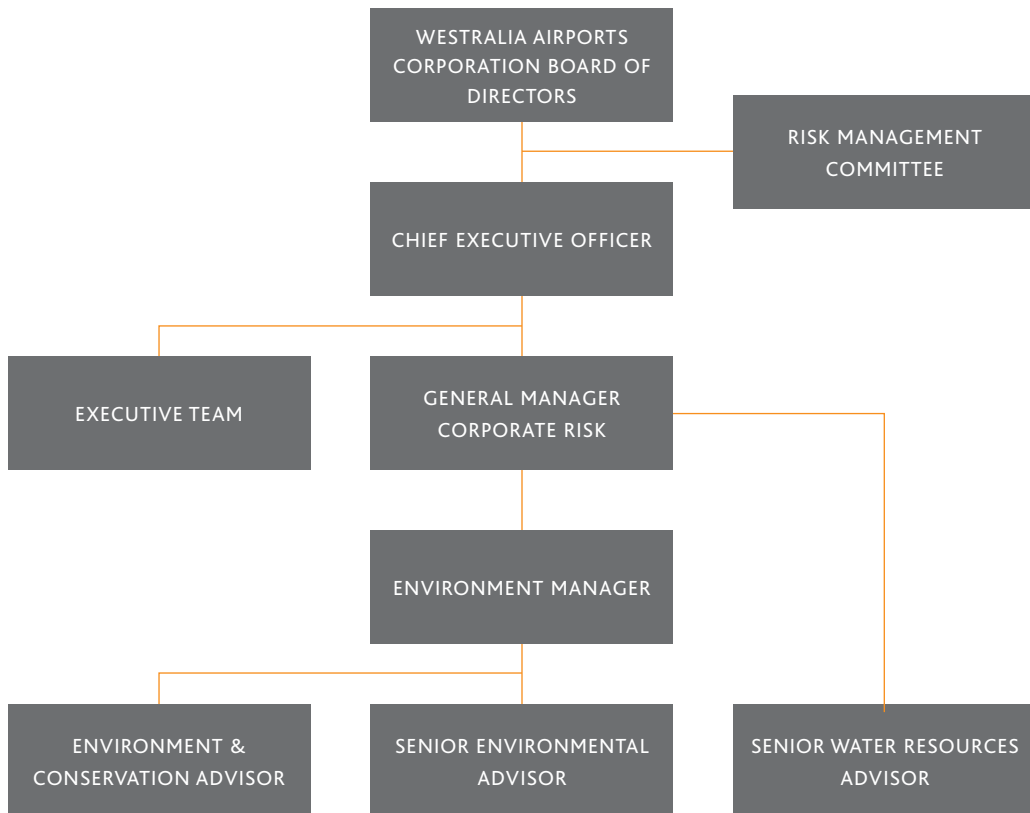 WESTRALIA AIRPORTS
CORPORATION BOARD OF
DIRECTORS
RISK MANAGEMENT
COMMITTEE
CHIEF EXECUTIVE OFFICER
EXECUTIVE TEAM
GENERAL MANAGER
CORPORATE RISK
ENVIRONMENT MANAGER
ENVIRONMENT &
CONSERVATION ADVISOR
SENIOR ENVIRONMENTAL
ADVISOR
SENIOR WATER RESOURCES
ADVISOR